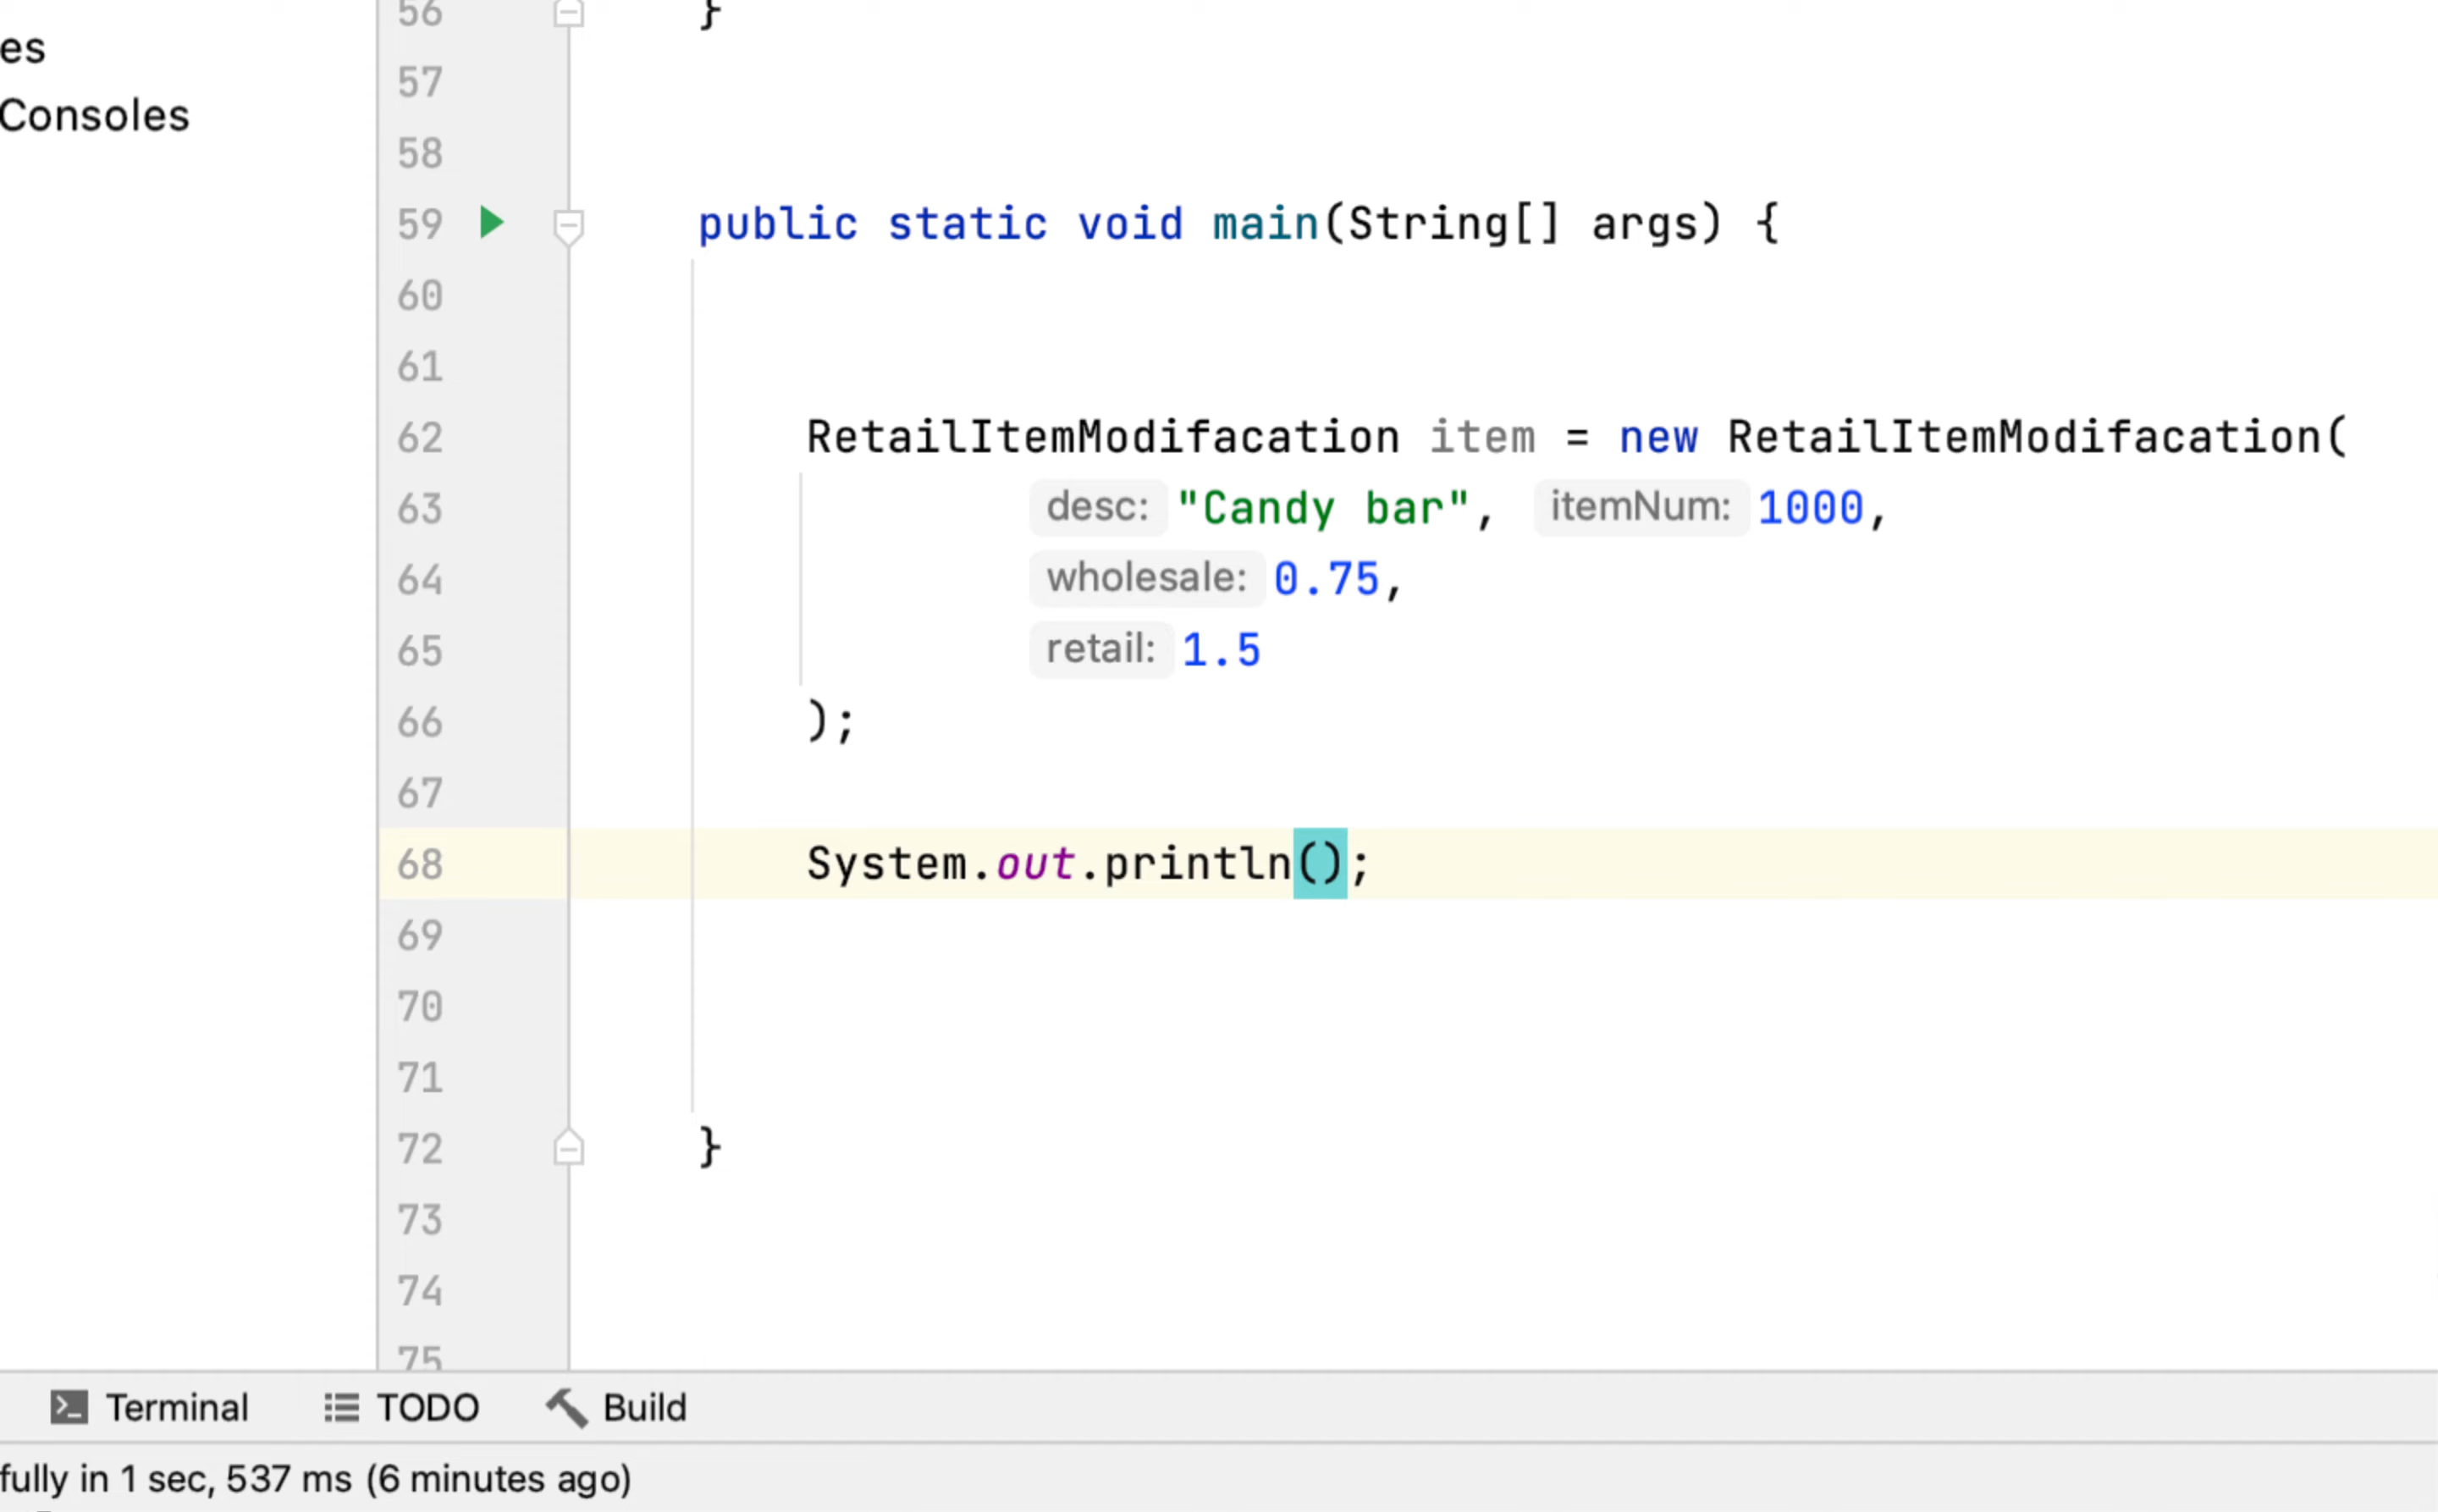 es
Consoles
56 }
57
58
59 public static void main(String[] args) {
60
61
62 RetailItemModifacation item = new RetailItemModifacation(
63 desc: "Candy bar", itemNum: 1000,
64 wholesale: 0.75,
65 retail: 1.5
66 );
67
68 System.out.println();
69
70
71
72 }
73
74
75
Terminal TODO Build
fully in 1 sec, 537 ms (6 minutes ago)